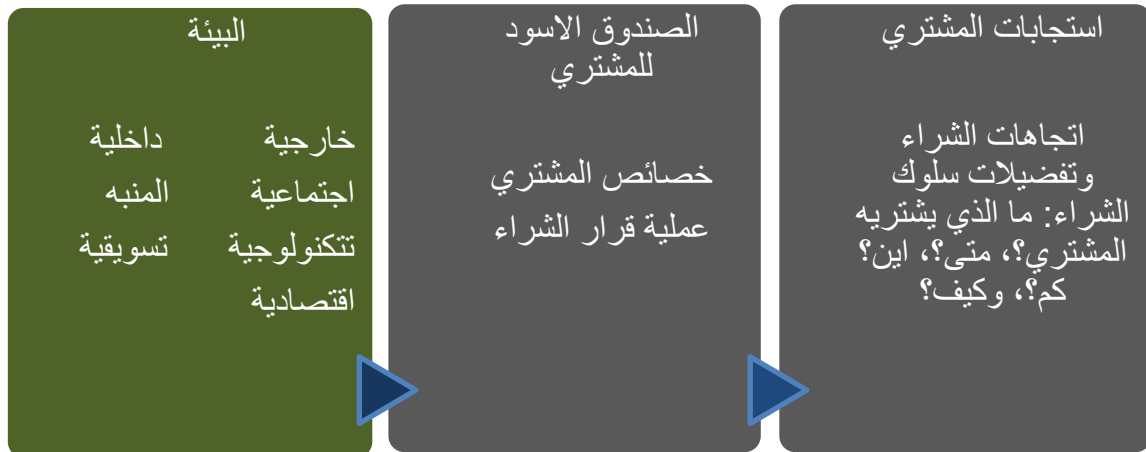 البيئة
خارجية داخلية
اجتماعية المنبه
تتكنولوجية تسويقية
اقتصادية
الصندوق الاسود
للمشتري
خصائص المشتري
عملية قرار الشراء
استجابات المشتري
اتجاهات الشراء
وتفضيلات سلوك
الشراء: ما الذي يشتريه
المشتري؟، متى؟، اين؟
كم؟، وكيف؟